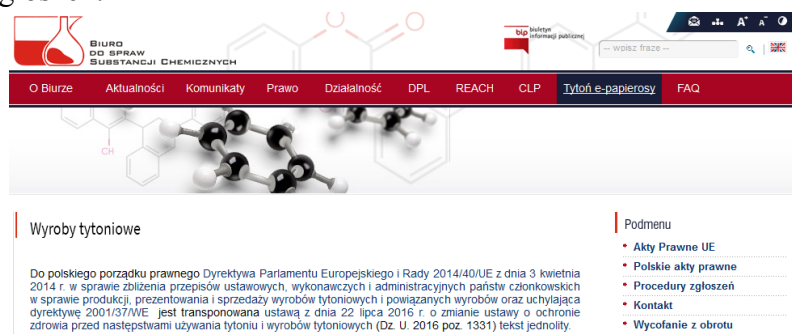 BIURO
DO SPRAW
SUBSTANCJI CHEMICZNYCH
bip biuletyn
informacji publicznej
A+ A-
-- wpisz frazę --
O Biurze Aktualności Komunikaty Prawo Działalność DPL REACH CLP Tytoń e-papierosy FAQ
OH
CH
Wyroby tytoniowe
Do polskiego porządku prawnego Dyrektywa Parlamentu Europejskiego i Rady 2014/40/UE z dnia 3 kwietnia
2014 r. w sprawie zbliżenia przepisów ustawowych, wykonawczych i administracyjnych państw członkowskich
w sprawie produkcji, prezentowania i sprzedaży wyrobów tytoniowych i powiązanych wyrobów oraz uchylająca
dyrektywę 2001/37/WE jest transponowana ustawą z dnia 22 lipca 2016 r. o zmianie ustawy o ochronie
zdrowia przed następstwami używania tytoniu i wyrobów tytoniowych (Dz. U. 2016 poz. 1331) tekst jednolity.
Podmenu
Akty Prawne UE
Polskie akty prawne
Procedury zgłoszeń
Kontakt
Wycofanie z obrotu